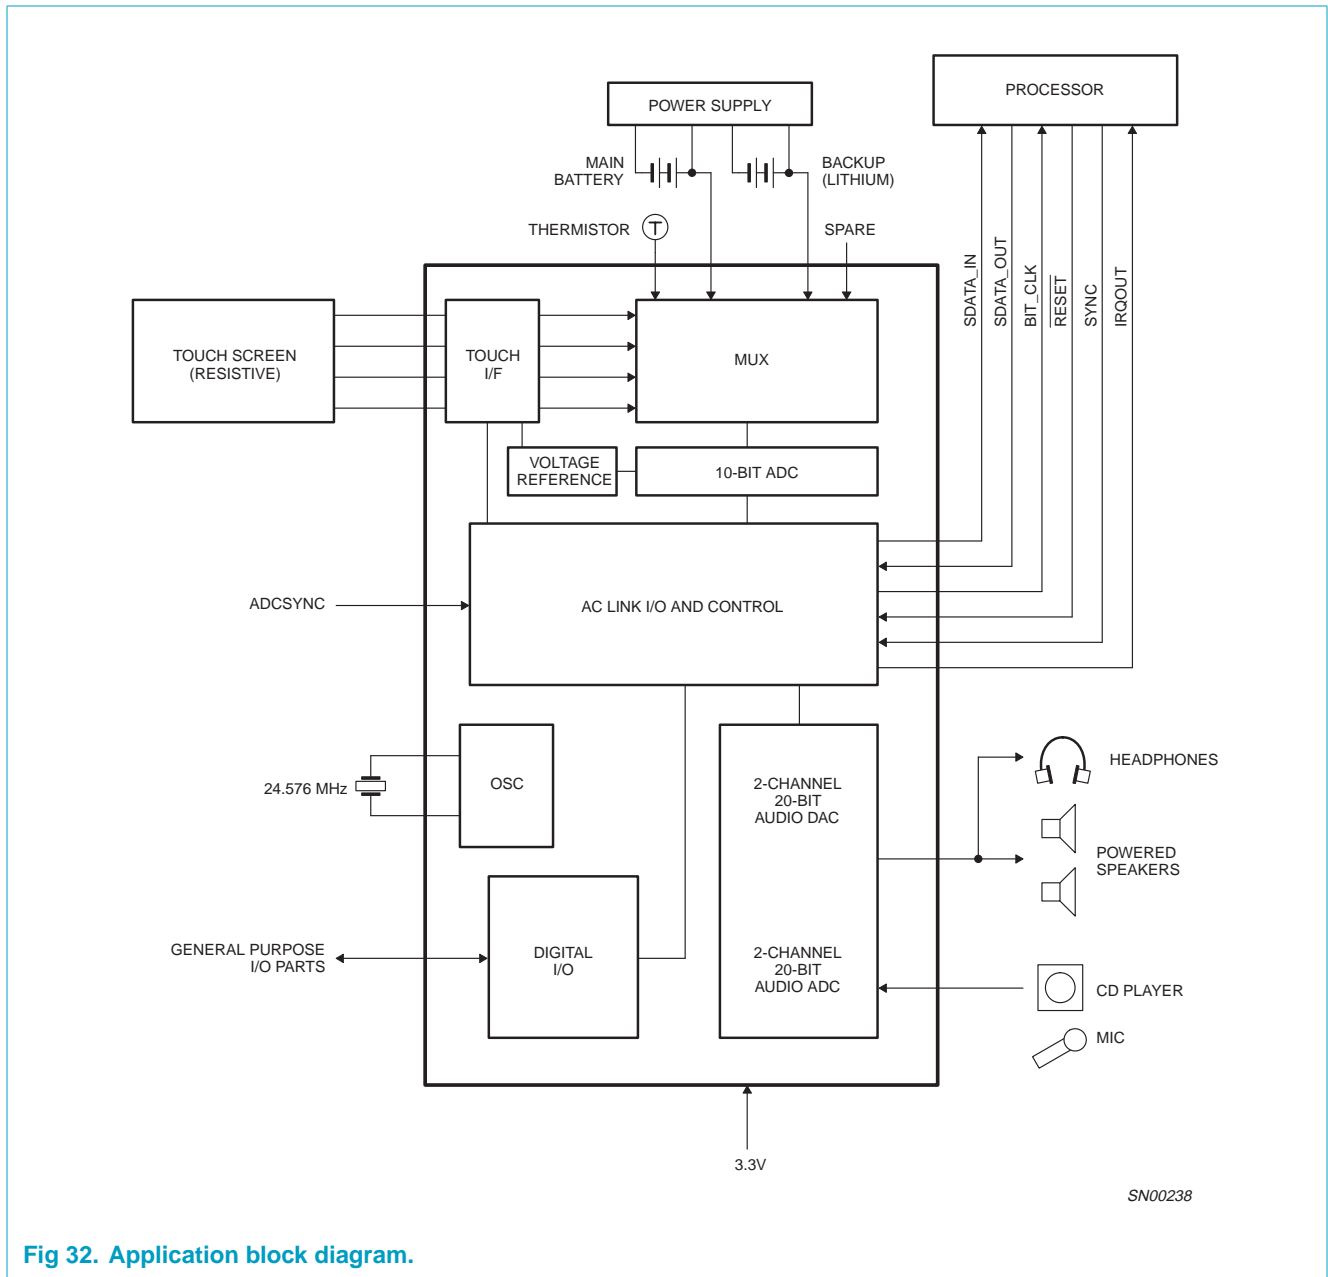 PROCESSOR
POWER SUPPLY
MAIN
BATTERY
BACKUP
(LITHIUM)
THERMISTOR
T
SPARE
SDATA_IN
SDATA_OUT
BIT_CLK
RESET
SYNC
IRQOUT
TOUCH SCREEN
(RESISTIVE)
TOUCH
I/F
MUX
VOLTAGE
REFERENCE
10-BIT ADC
ADCSYNC
AC LINK I/O AND CONTROL
24.576 MHz
OSC
2-CHANNEL
20-BIT
AUDIO DAC
HEADPHONES
POWERED
SPEAKERS
GENERAL PURPOSE
I/O PARTS
DIGITAL
I/O
2-CHANNEL
20-BIT
AUDIO ADC
CD PLAYER
MIC
3.3V
SN00238
Fig 32. Application block diagram.